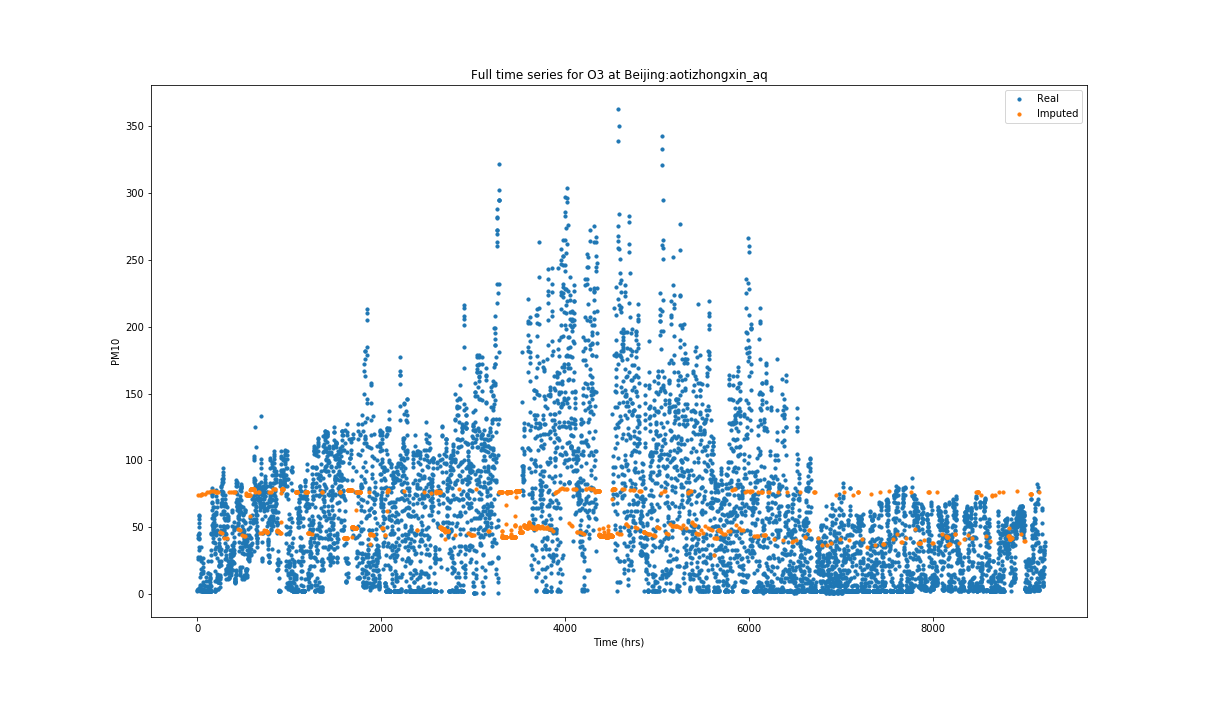 Full time series for O3 at Beijing:aotizhongxin_aq
Real
Imputed
350
300
250
200
150
100
50
0
PM10
0 2000 4000 6000 8000
Time (hrs)